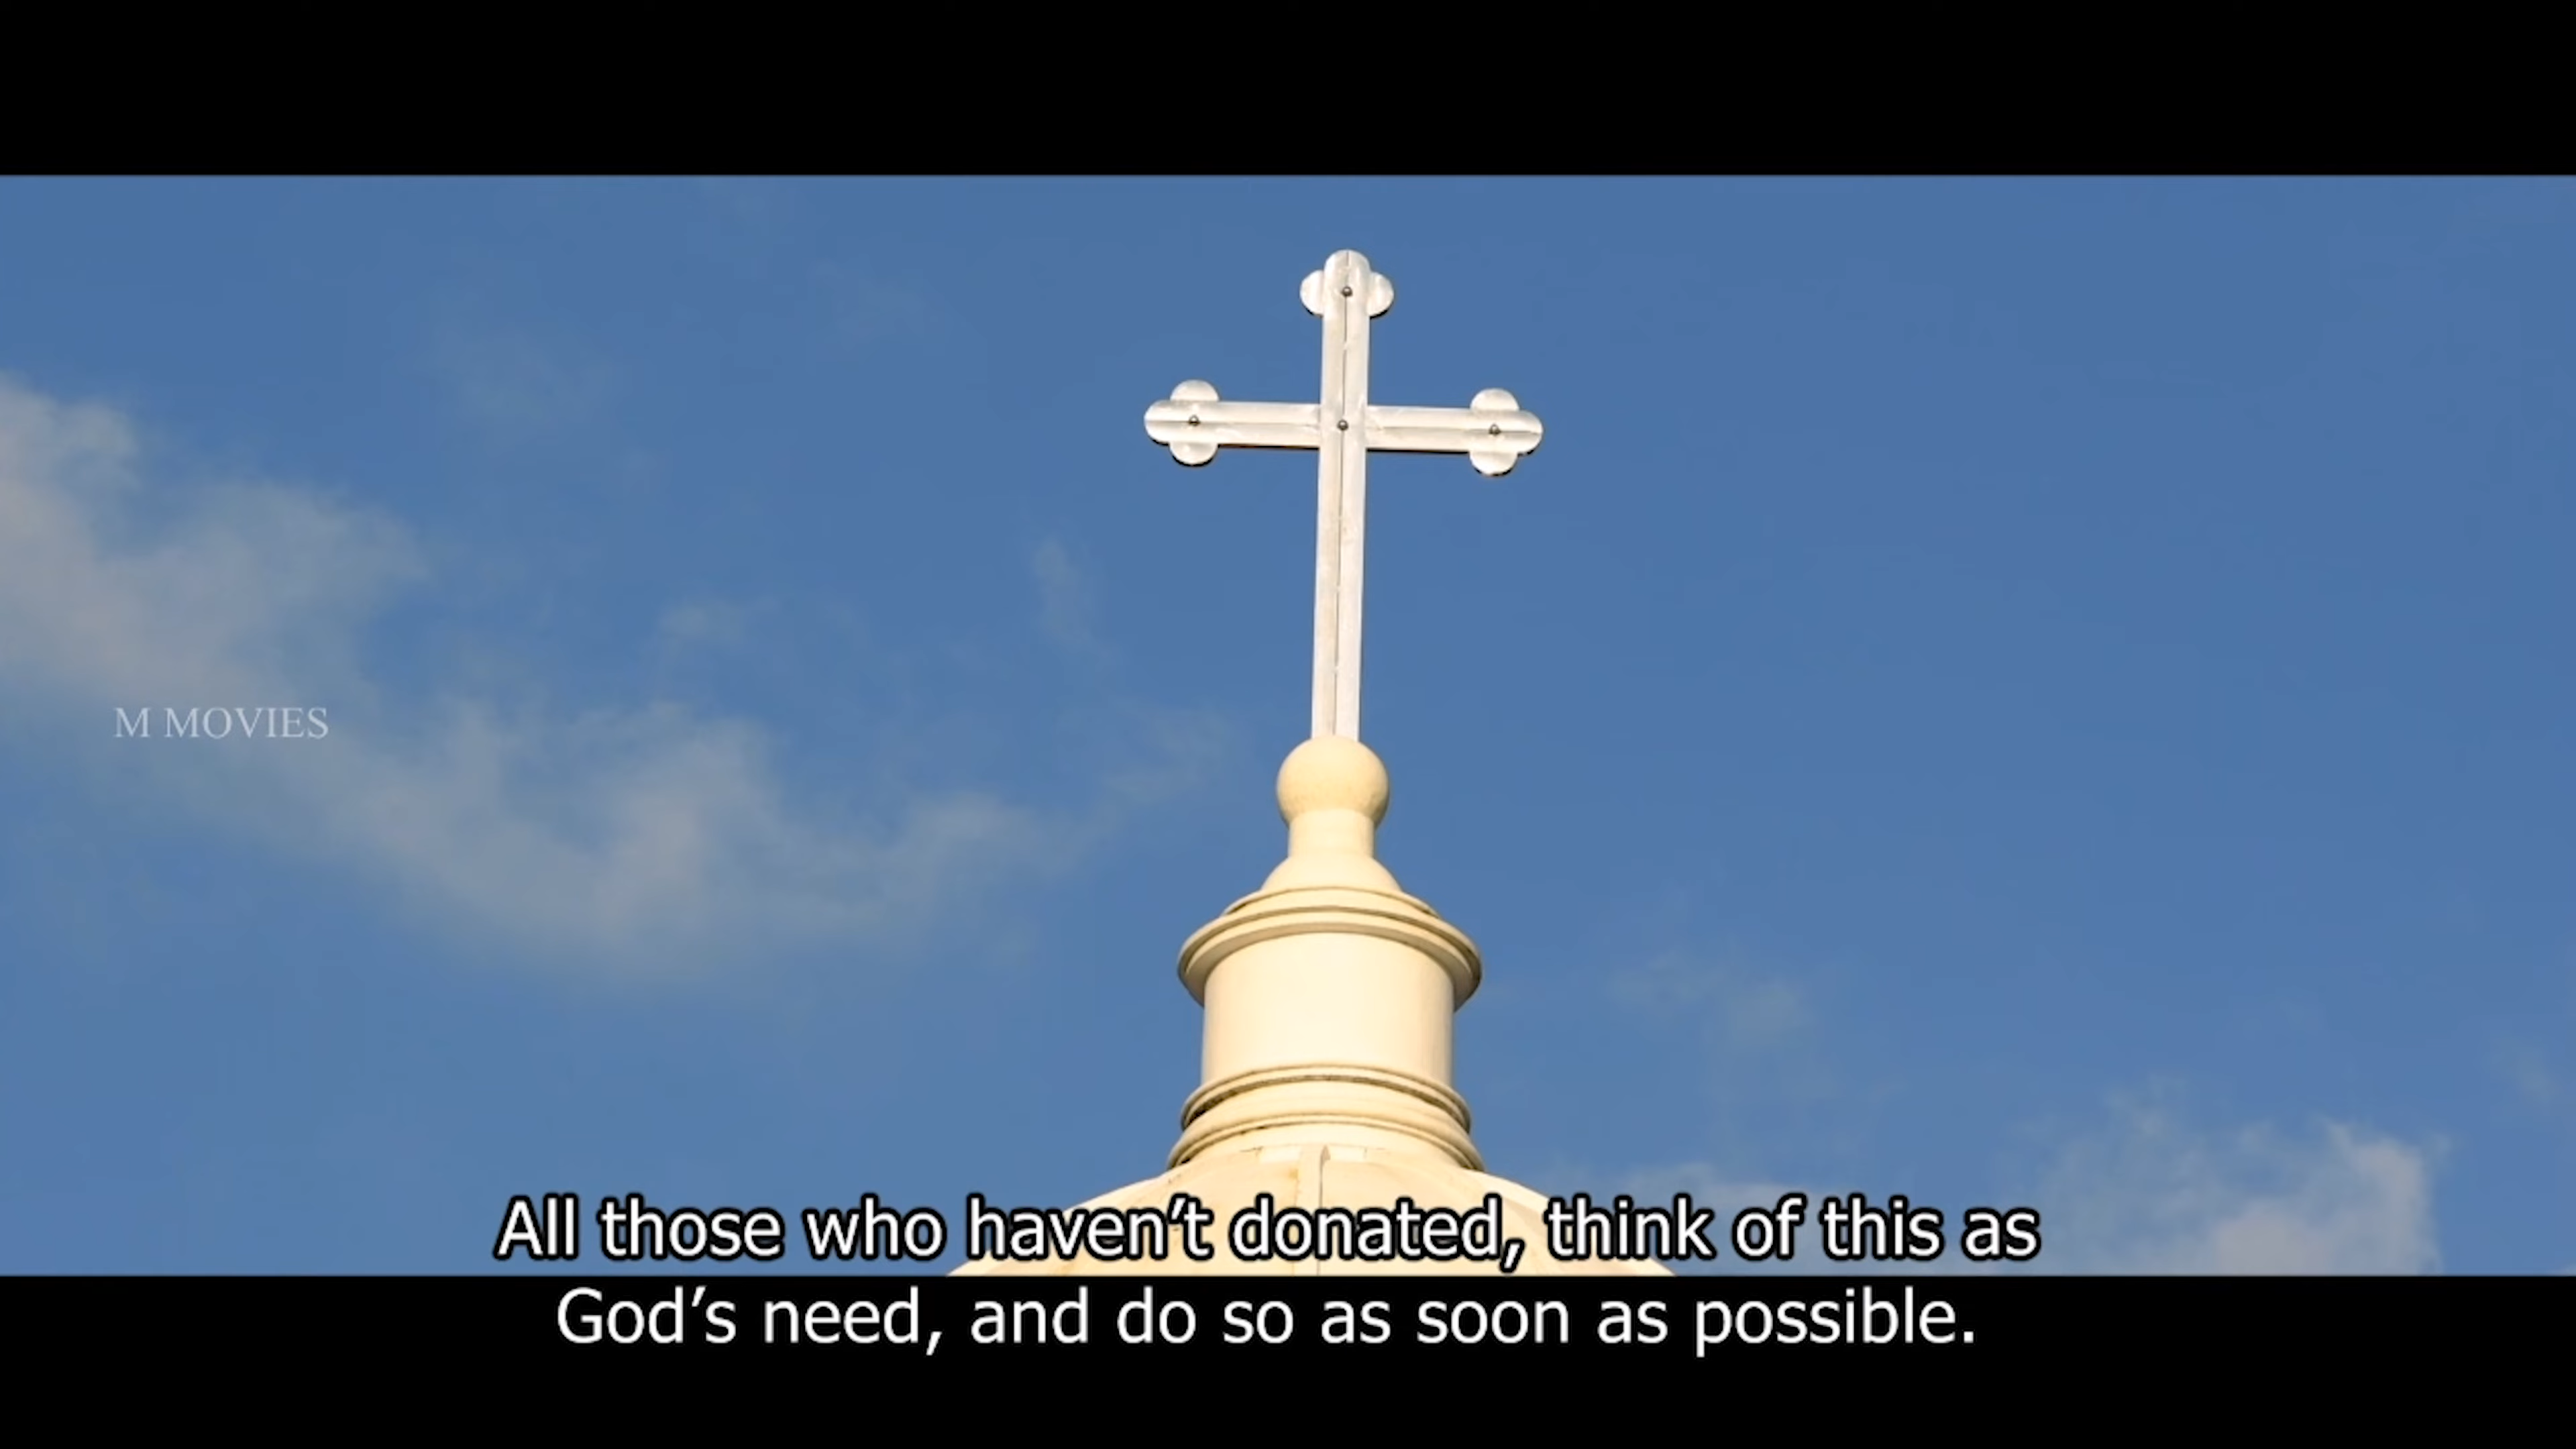 M MOVIES
All those who haven't donated, think of this as
God's need, and do so as soon as possible.